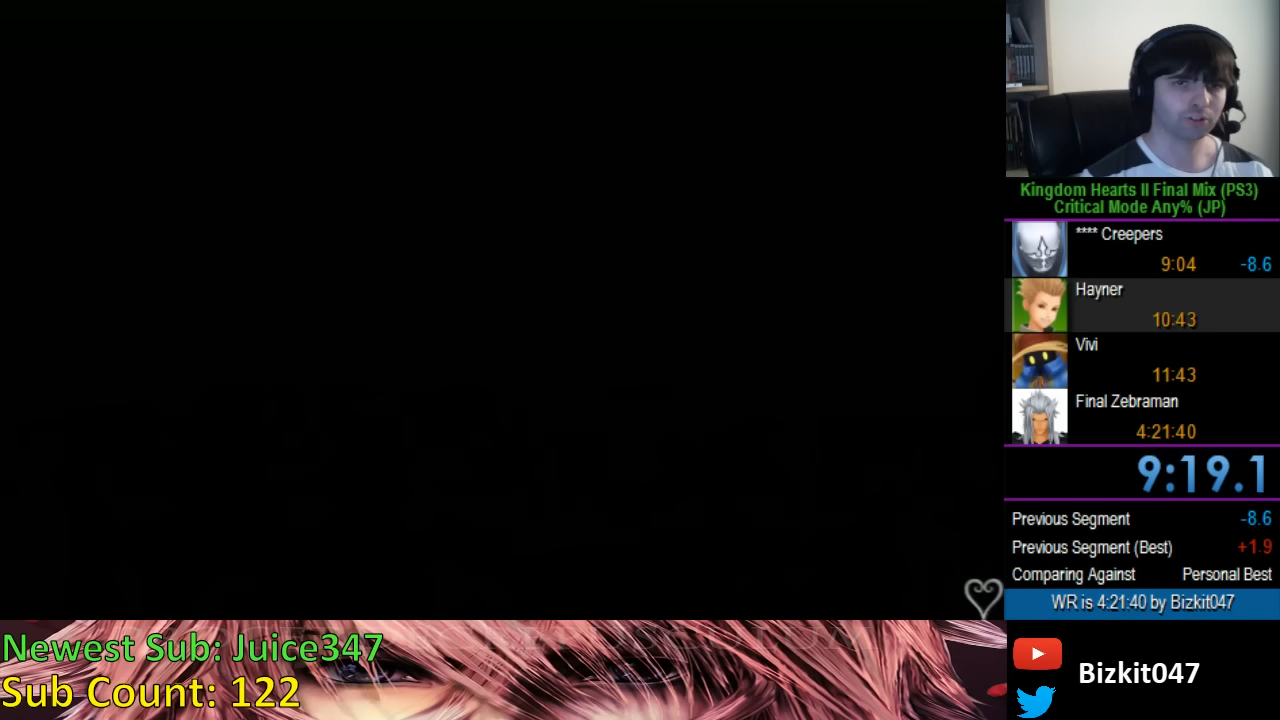 Kingdom Hearts II Final Mix (PS3)
Critical Mode Any% (JP)
**** Creepers
9:04 -8.6
Hayner
10:43
Vivi
11:43
Final Zebraman
4:21:40
9:19.1
Previous Segment -8.6
Previous Segment (Best) +1.9
Comparing Against Personal Best
WR is 4:21:40 by Bizkit047
Newest Sub: Juice347
Sub Count: 122
Bizkit047